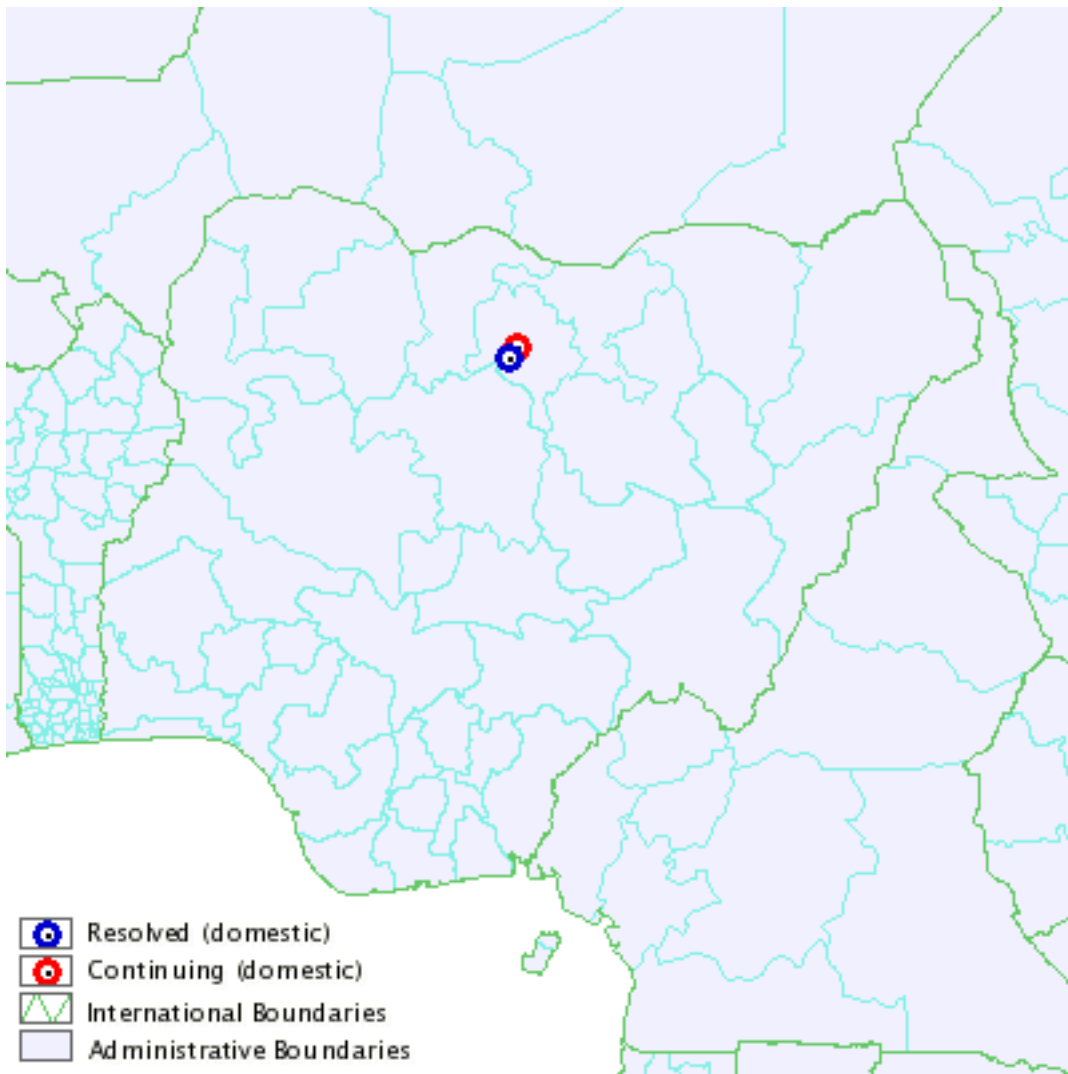 Resolved (domestic)
Continuing (domestic)
International Boundaries
Administrative Boundaries